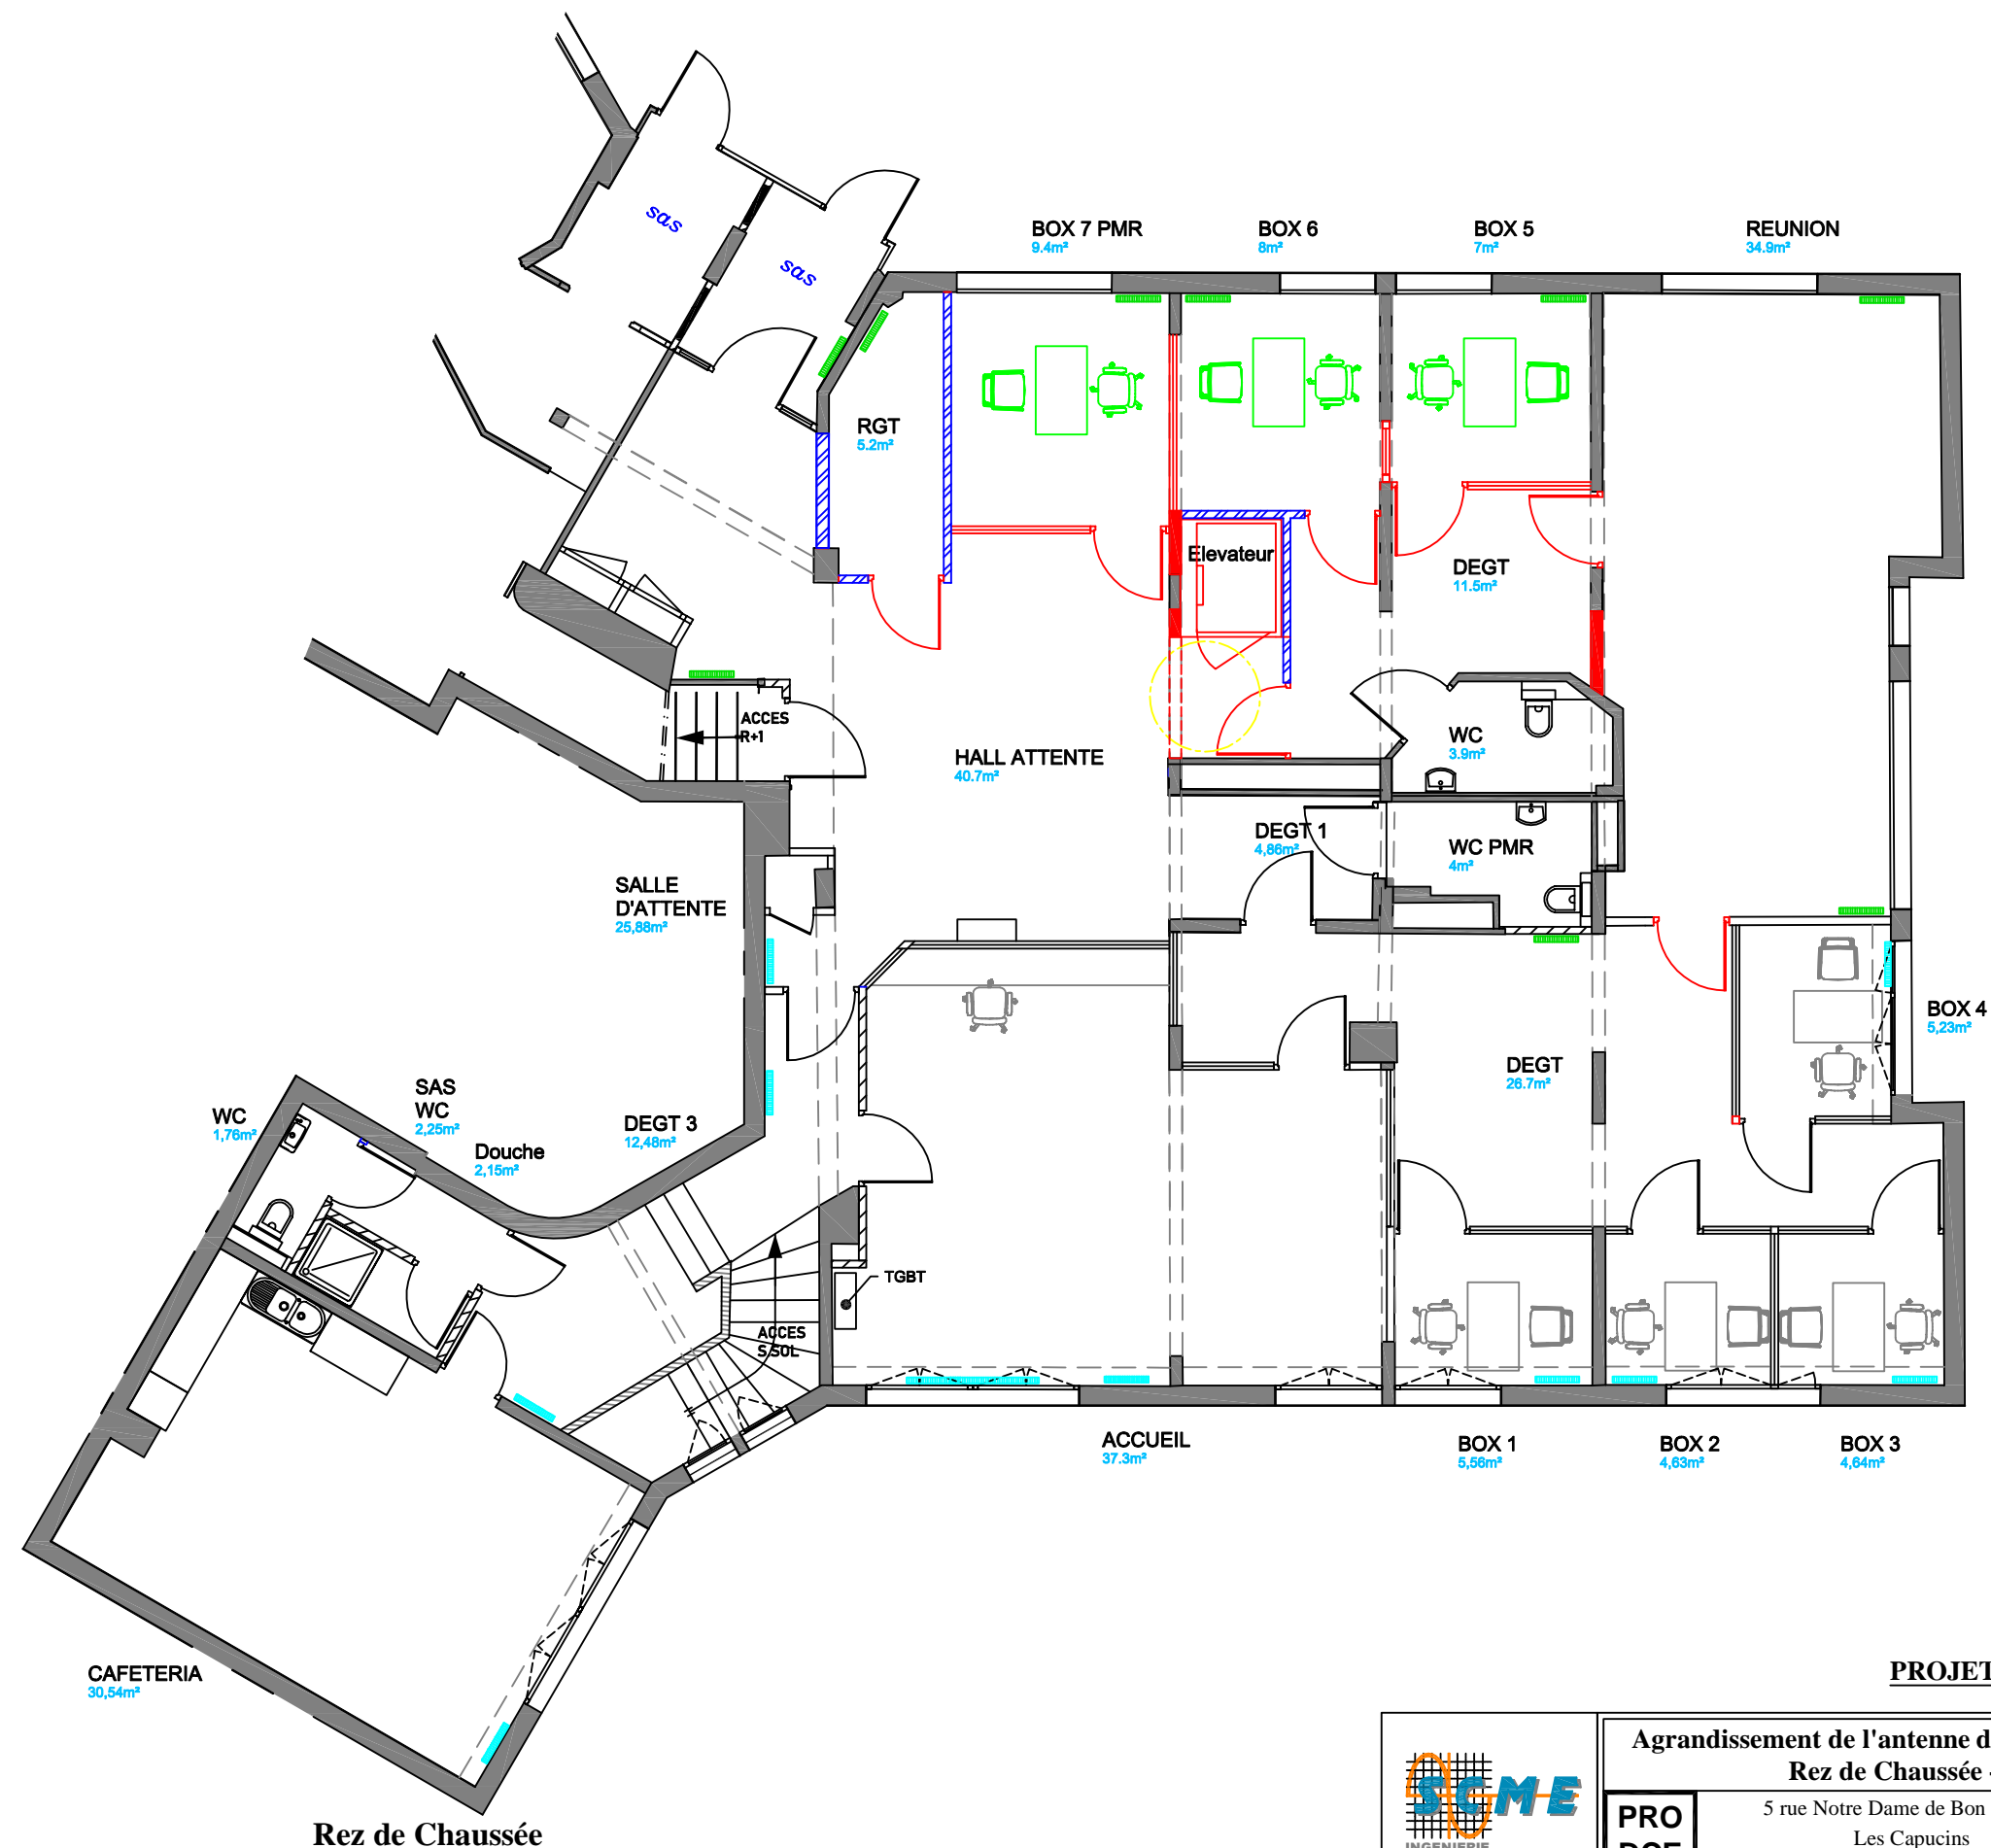 sas
sas
BOX 7 PMR
9.4m²
BOX 6
8m²
BOX 5
7m²
REUNION
34.9m²
RGT
5.2m²
Elevateur
DEGT
11.5m²
ACCES
R+1
HALL ATTENTE
40.7m²
WC
3.9m²
DEGT 1
4,86m²
WC PMR
4m²
SALLE
D'ATTENTE
25,88m²
BOX 4
5,23m²
DEGT
26.7m²
WC
1,76m²
SAS
WC
2,25m²
Douche
2,15m²
DEGT 3
12,48m²
TGBT
ACCES
S.SOL
ACCUEIL
37.3m²
BOX 1
5,56m²
BOX 2
4,63m²
BOX 3
4,64m²
CAFETERIA
30,54m²
Rez de Chaussée
PROJET
SCME
INGENIERIE
Agrandissement de l'antenne d
Rez de Chaussée
PRO
DCE
5 rue Notre Dame de Bon
Les Capucins